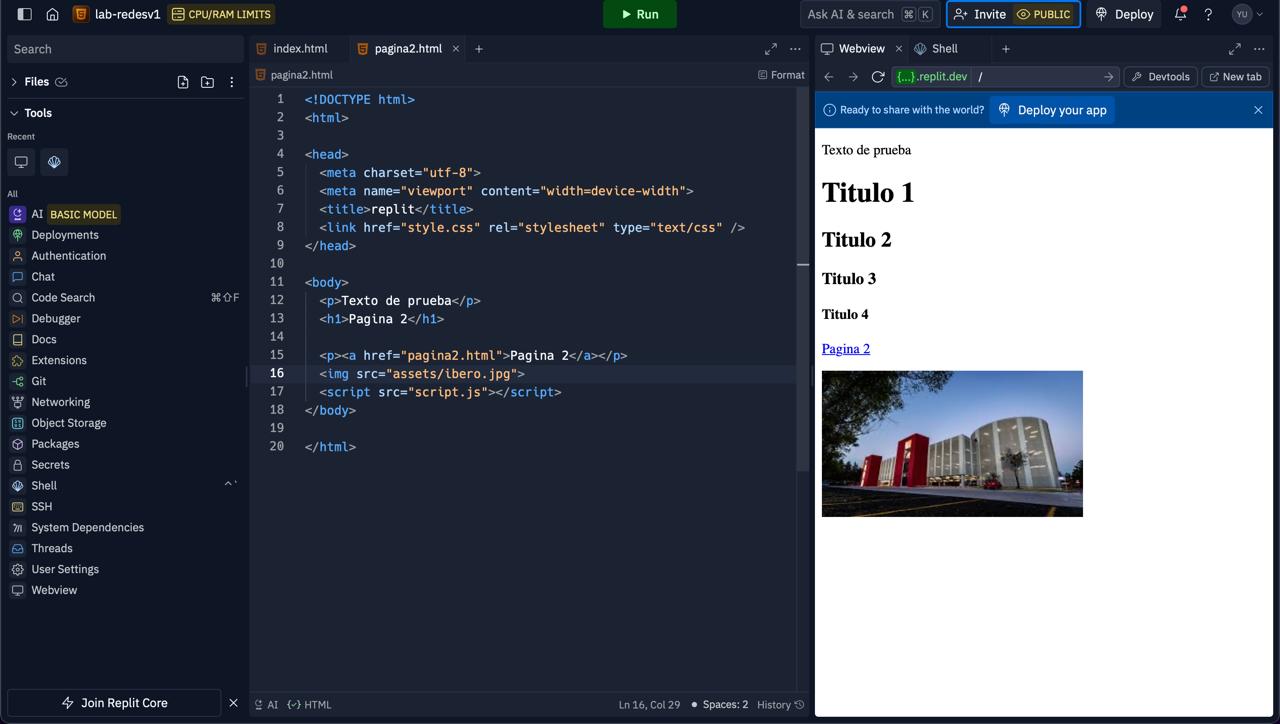 lab-redesv1 CPU/RAM LIMITS Run Ask AI & search ⌘ K Invite PUBLIC Deploy ? YU
Search
Files
Tools
Recent
All
AI BASIC MODEL
Deployments
Authentication
Chat
Code Search ⌘⇧F
Debugger
Docs
Extensions
Git
Networking
Object Storage
Packages
Secrets
Shell
SSH
System Dependencies
Threads
User Settings
Webview
Join Replit Core
index.html pagina2.html
pagina2.html Format
1 <!DOCTYPE html>
2 <html>
3
4 <head>
5 <meta charset="utf-8">
6 <meta name="viewport" content="width=device-width">
7 <title>replit</title>
8 <link href="style.css" rel="stylesheet" type="text/css" />
9 </head>
10
11 <body>
12 <p>Texto de prueba</p>
13 <h1>Pagina 2</h1>
14
15 <p><a href="pagina2.html">Pagina 2</a></p>
16 <img src="assets/ibero.jpg">
17 <script src="script.js"></script>
18 </body>
19
20 </html>
AI HTML Ln 16, Col 29 Spaces: 2 History
Webview Shell
{...}.replit.dev / Devtools New tab
Ready to share with the world? Deploy your app
Texto de prueba
Titulo 1
Titulo 2
Titulo 3
Titulo 4
Pagina 2